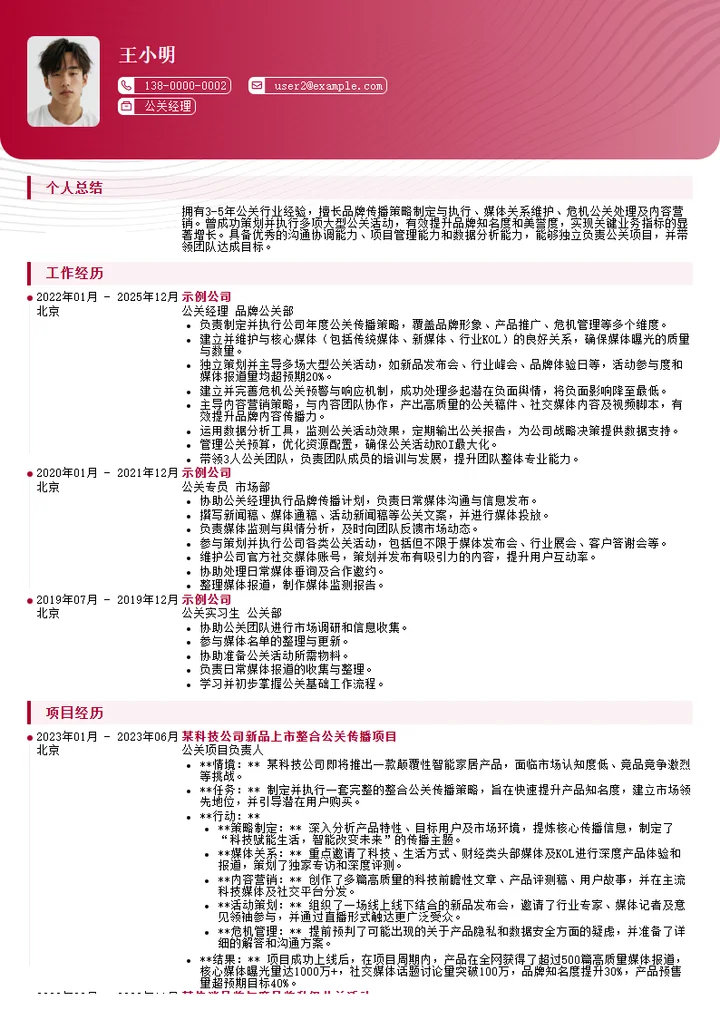 王小明
138-0000-0002
user2@example.com
公关经理
个人总结
拥有3-5年公关行业经验，擅长品牌传播策略制定与执行、媒体关系维护、危机公关处理及内容营
销。曾成功策划并执行多项大型公关活动，有效提升品牌知名度和美誉度，实现关键业务指标的显
著增长。具备优秀的沟通协调能力、项目管理能力和数据分析能力，能够独立负责公关项目，并带
领团队达成目标。
工作经历
2022年01月 - 2025年12月 示例公司
北京 公关经理 品牌公关部
• 负责制定并执行公司年度公关传播策略，覆盖品牌形象、产品推广、危机管理等多个维度。
• 建立并维护与核心媒体（包括传统媒体、新媒体、行业KOL）的良好关系，确保媒体曝光的质量
与数量。
• 独立策划并主导多场大型公关活动，如新品发布会、行业峰会、品牌体验日等，活动参与度和
媒体报道量均超预期20%。
• 建立并完善危机公关预警与响应机制，成功处理多起潜在负面舆情，将负面影响降至最低。
• 主导内容营销策略，与内容团队协作，产出高质量的公关稿件、社交媒体内容及视频脚本，有
效提升品牌内容传播力。
• 运用数据分析工具，监测公关活动效果，定期输出公关报告，为公司战略决策提供数据支持。
• 管理公关预算，优化资源配置，确保公关活动ROI最大化。
• 带领3人公关团队，负责团队成员的培训与发展，提升团队整体专业能力。
2020年01月 - 2021年12月 示例公司
北京 公关专员 市场部
• 协助公关经理执行品牌传播计划，负责日常媒体沟通与信息发布。
• 撰写新闻稿、媒体通稿、活动新闻稿等公关文案，并进行媒体投放。
• 负责媒体监测与舆情分析，及时向团队反馈市场动态。
• 参与策划并执行公司各类公关活动，包括但不限于媒体发布会、行业展会、客户答谢会等。
• 维护公司官方社交媒体账号，策划并发布有吸引力的内容，提升用户互动率。
• 协助处理日常媒体垂询及合作邀约。
• 整理媒体报道，制作媒体监测报告。
2019年07月 - 2019年12月 示例公司
北京 公关实习生 公关部
• 协助公关团队进行市场调研和信息收集。
• 参与媒体名单的整理与更新。
• 协助准备公关活动所需物料。
• 负责日常媒体报道的收集与整理。
• 学习并初步掌握公关基础工作流程。
项目经历
2023年01月 - 2023年06月 某科技公司新品上市整合公关传播项目
北京 公关项目负责人
• **情境：** 某科技公司即将推出一款颠覆性智能家居产品，面临市场认知度低、竞品竞争激烈
等挑战。
• **任务：** 制定并执行一套完整的整合公关传播策略，旨在快速提升产品知名度，建立市场领
先地位，并引导潜在用户购买。
• **行动：**
• **策略制定：** 深入分析产品特性、目标用户及市场环境，提炼核心传播信息，制定了
“科技赋能生活，智能改变未来”的传播主题。
• **媒体关系：** 重点邀请了科技、生活方式、财经类头部媒体及KOL进行深度产品体验和
报道，策划了独家专访和深度评测。
• **内容营销：** 创作了多篇高质量的科技前瞻性文章、产品评测稿、用户故事，并在主流
科技媒体及社交平台分发。
• **活动策划：** 组织了一场线上线下结合的新品发布会，邀请了行业专家、媒体记者及意
见领袖参与，并通过直播形式触达更广泛受众。
• **危机管理：** 提前预判了可能出现的关于产品隐私和数据安全方面的疑虑，并准备了详
细的解答和沟通方案。
• **结果：** 项目成功上线后，在项目周期内，产品在全网获得了超过500篇高质量媒体报道，
核心媒体曝光量达1000万+，社交媒体话题讨论量突破100万，品牌知名度提升30%，产品预售
量超预期目标40%。